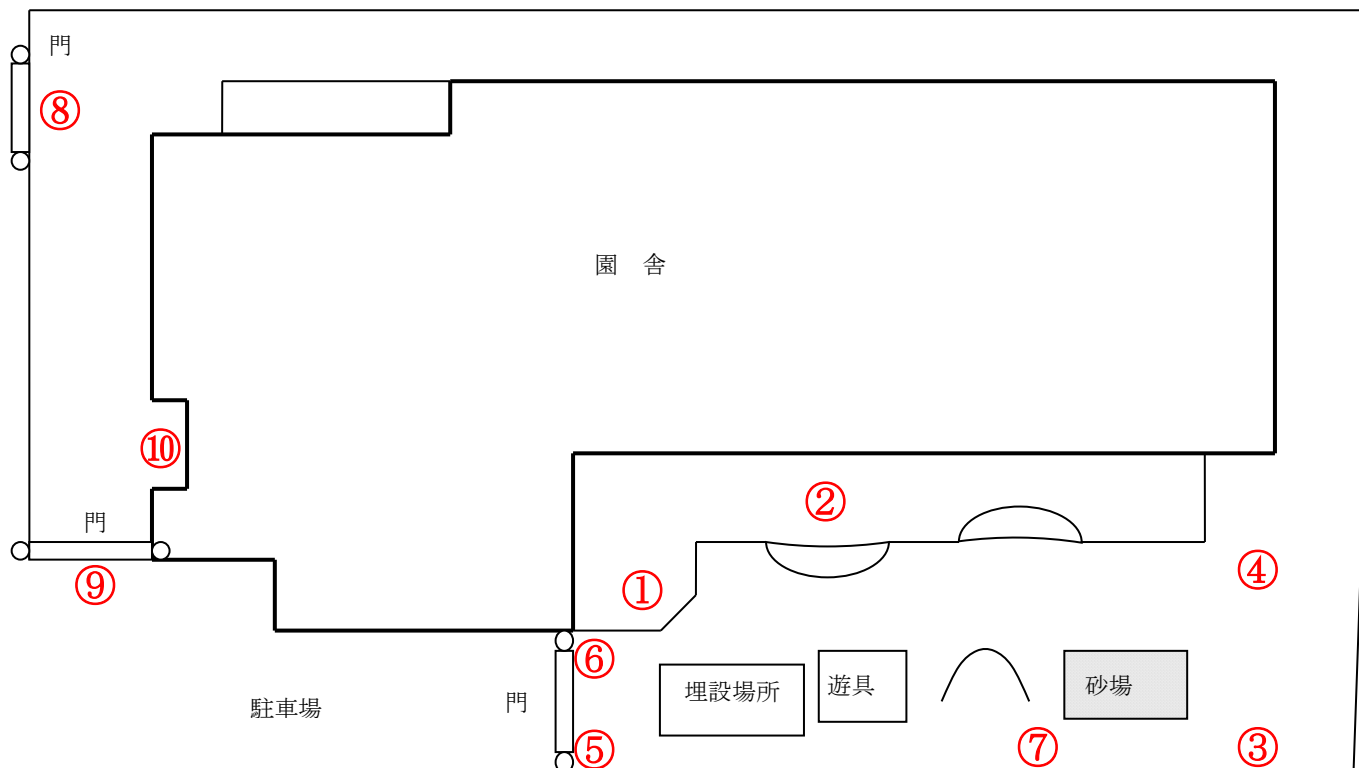 門
⑧
園 舎
⑩
②
門
④
⑨
①
⑥
埋設場所
遊具
砂場
門
駐車場
⑤
⑦
③